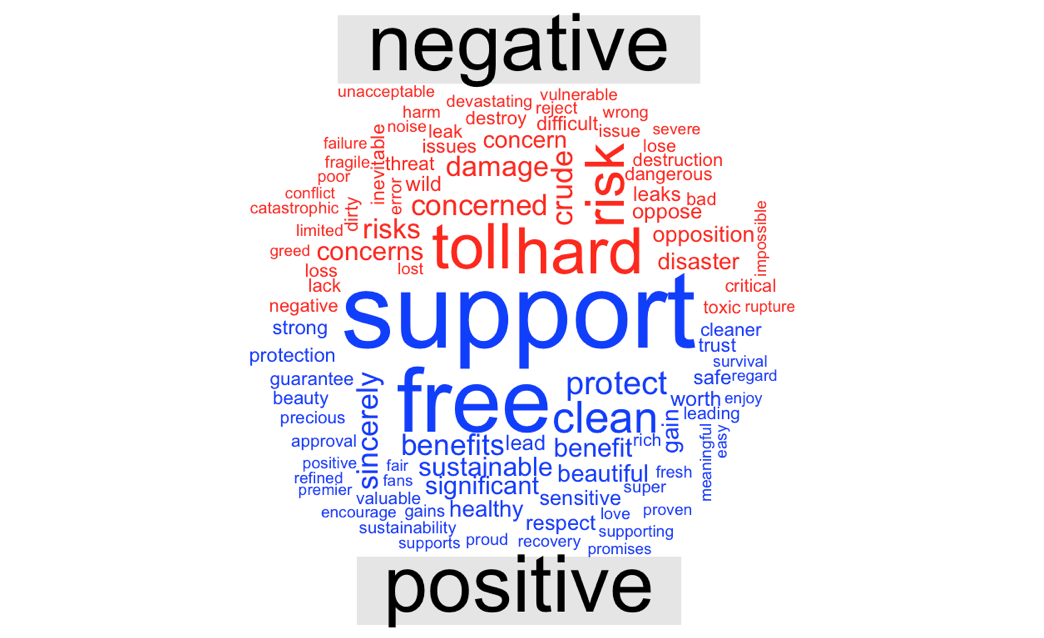 negative
unacceptable
devastating
vulnerable
harm
reject
wrong
destroy
difficult
noise
leak
issue
severe
failure
issues
concern
lose
inevitable
fragile
threat
damage
crude
risk
destruction
poor
dangerous
conflict
error
wild
leaks
bad
catastrophic
dirty
concerned
oppose
limited
risks
toll
hard
opposition
impossible
greed
concerns
disaster
loss
lost
lack
critical
negative
toxic
rupture
support
strong
cleaner
protection
trust
survival
guarantee
free
protect
safe
regard
beauty
sincerely
clean
worth
enjoy
precious
gain
leading
approval
benefits
lead
benefit
rich
meaningful
easy
positive
fair
sustainable
beautiful
fresh
refined
fans
significant
super
premier
valuable
sensitive
encourage
gains
healthy
love
proven
sustainability
respect
supporting
supports
proud
recovery
promises
positive